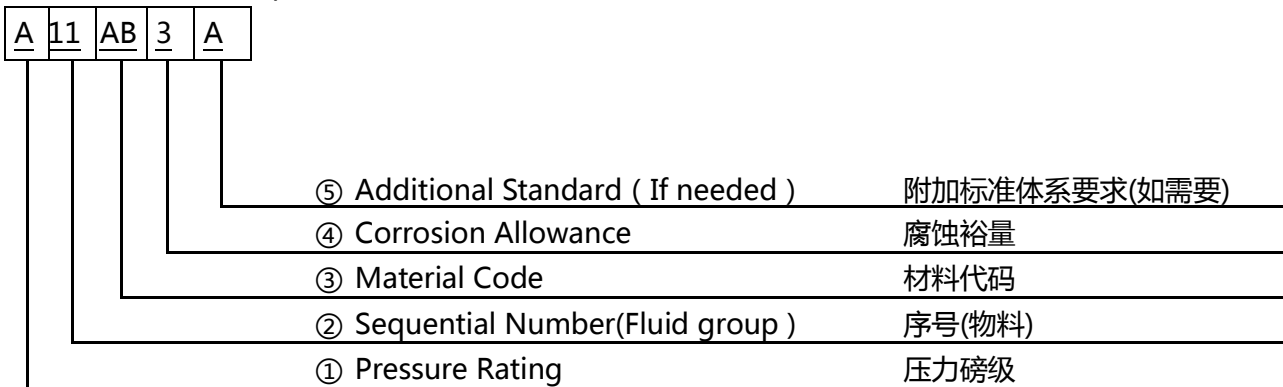 A 11 AB 3 A
⑤ Additional Standard ( If needed ) 附加标准体系要求(如需要)
④ Corrosion Allowance 腐蚀裕量
③ Material Code 材料代码
② Sequential Number(Fluid group ) 序号(物料)
① Pressure Rating 压力磅级